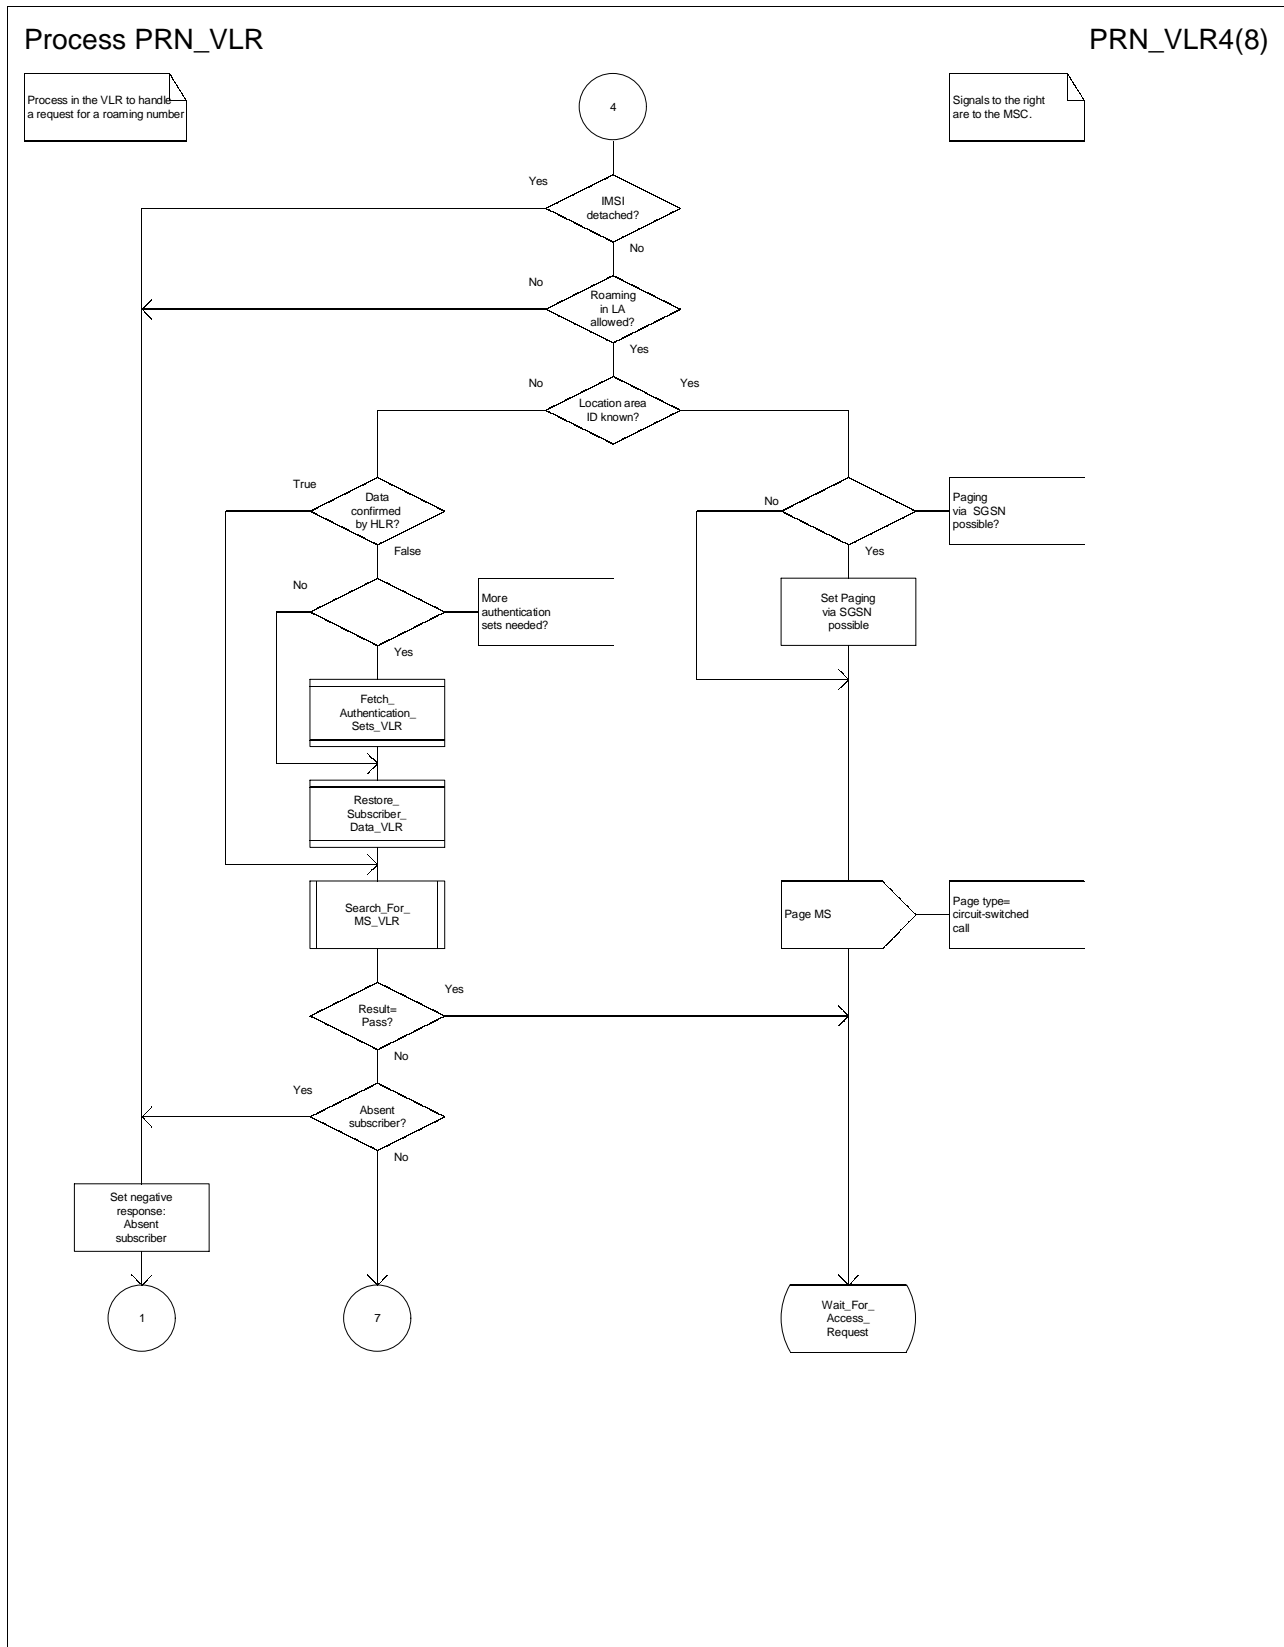 Process PRN_VLR
PRN_VLR4(8)
Process in the VLR to handle
a request for a roaming number
4
Signals to the right
are to the MSC.
Yes
IMSI
detached?
No
No
Roaming
in LA
allowed?
Yes
No
Yes
Location area
ID known?
True
Data
confirmed
by HLR?
False
No
Paging
via SGSN
possible?
Yes
No
More
authentication
sets needed?
Yes
Set Paging
via SGSN
possible
Fetch_
Authentication_
Sets_VLR
Restore_
Subscriber_
Data_VLR
Search_For_
MS_VLR
Page MS
Page type=
circuit-switched
call
Yes
Result=
Pass?
No
Yes
Absent
subscriber?
No
Set negative
response:
Absent
subscriber
1
7
Wait_For_
Access_
Request